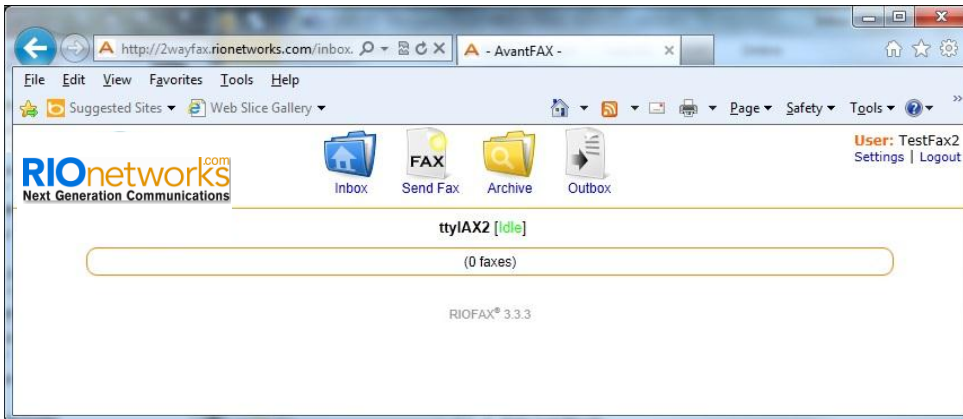 http://2wayfax.rionetworks.com/inbox.
A - AvantFAX -
File Edit View Favorites Tools Help
Suggested Sites Web Slice Gallery Page Safety Tools
RIOnetworks.com
Next Generation Communications
FAX
Inbox Send Fax Archive Outbox
User: TestFax2
Settings | Logout
ttyIAX2 [Idle]
(0 faxes)
RIOFAX® 3.3.3